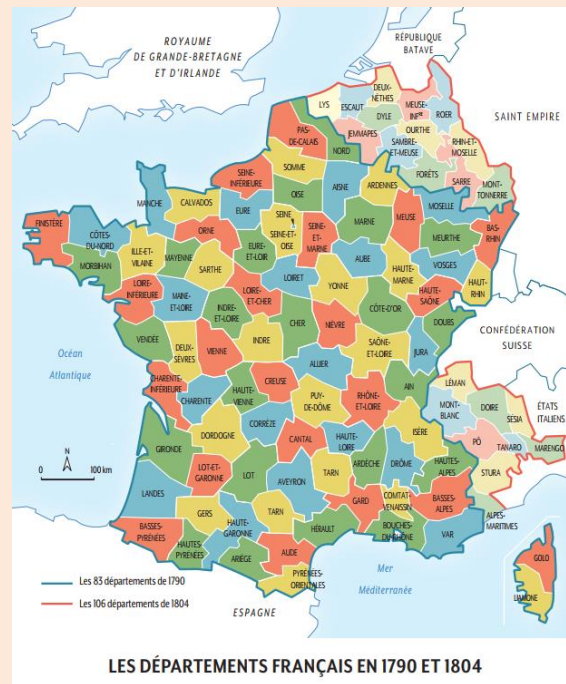 ROYAUME
DE GRANDE-BRETAGNE
ET D'IRLANDE
RÉPUBLIQUE
BATAVE
SAINT EMPIRE
LYS
ESCAUT
DEUX-
NÈTHES
MEUSE-
INFRE
ROER
DYLE
JEMMAPES
OURTHE
SAMBRE-
ET-MEUSE
RHIN-ET-
MOSELLE
FORÊTS
SARRE
MONT-
TONNERRE
PAS-
DE-CALAIS
NORD
SOMME
SEINE-
INFÉRIEURE
OISE
AISNE
ARDENNES
MANCHE
CALVADOS
EURE
MEUSE
MOSELLE
BAS-
RHIN
FINISTÈRE
CÔTES-
DU-NORD
ORNE
SEINE
SEINE-ET-
OISE
SEINE-
ET-
MARNE
MARNE
MEURTHE
MORBIHAN
ILLE-ET-
VILAINE
MAYENNE
SARTHE
EURE-
ET-LOIR
AUBE
HAUTE-
MARNE
VOSGES
HAUT-
RHIN
LOIRE-
INFÉRIEURE
MAINE-
ET-LOIRE
INDRE-
ET-LOIRE
LOIRE-
ET-CHER
LOIRET
YONNE
CÔTE-D'OR
HAUTE-
SAÔNE
DOUBS
CONFÉDÉRATION
SUISSE
VENDÉE
DEUX-
SÈVRES
VIENNE
INDRE
CHER
NÈVRE
SAÔNE-
ET-LOIRE
JURA
Océan
Atlantique
CHARENTE-
INFÉRIEURE
CHARENTE
HAUTE-
VIENNE
CREUSE
ALLIER
PUY-
DE-DÔME
RHÔNE-
ET-LOIRE
AIN
LÉMAN
MONT-
BLANC
DOIRE
SESIA
ÉTATS
ITALIENS
PÔ
TANARO
MARENGO
STURA
GIRONDE
DORDOGNE
CORRÈZE
CANTAL
HAUTE-
LOIRE
ISÈRE
N
0
100 km
LOT-ET-
GARONNE
LOT
AVEYRON
TARN
ARDÈCHE
DRÔME
HAUTES-
ALPES
LANDES
GERS
TARN
GARD
COMTAT-
VENAISSIN
BASSES-
ALPES
ALPES-
MARITIMES
BASSES-
PYRÉNÉES
HAUTES-
PYRÉNÉES
HAUTE-
GARONNE
ARIÈGE
AUDE
HÉRAULT
BOUCHES-
DU-RHÔNE
VAR
PYRÉNÉES-
ORIENTALES
GOLO
LIAMONE
Mer
Méditerranée
ESPAGNE
Les 83 départements de 1790
Les 106 départements de 1804
LES DÉPARTEMENTS FRANÇAIS EN 1790 ET 1804